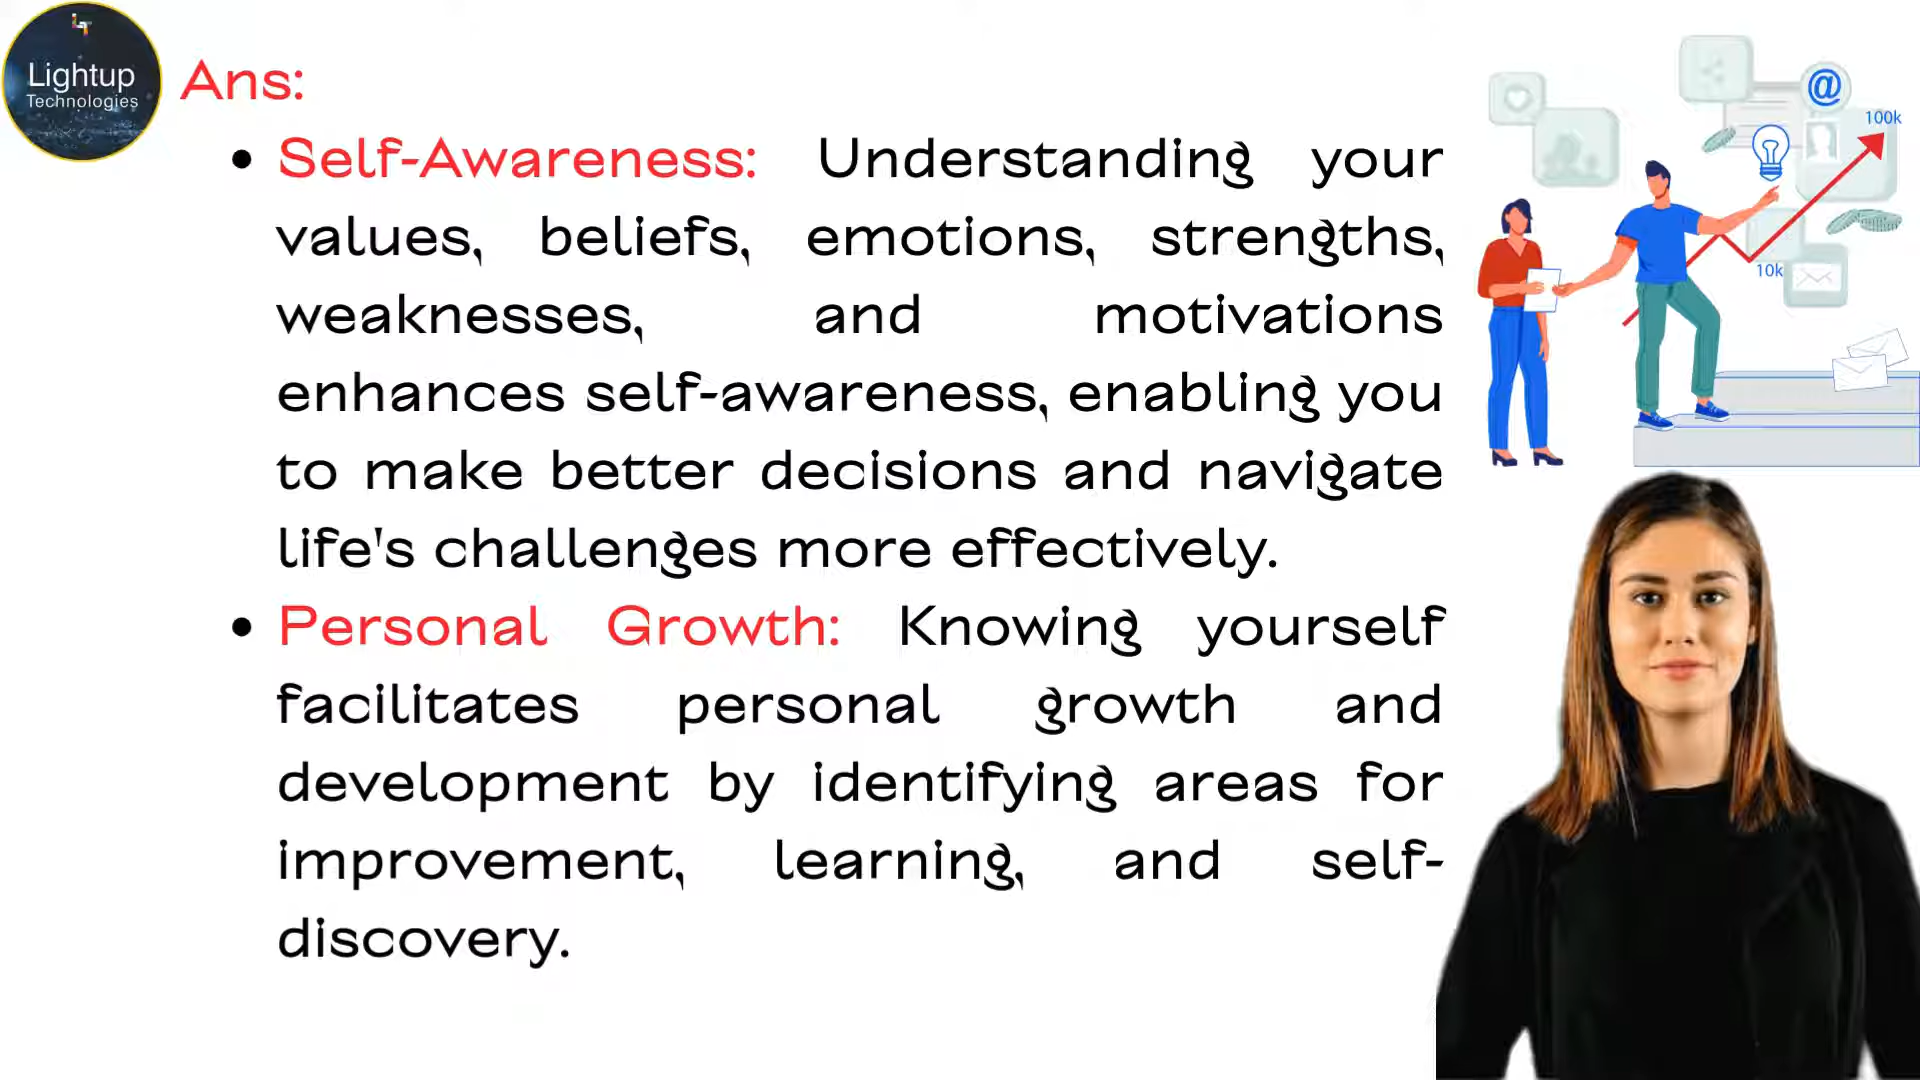 Lightup
Technologies
Ans:
• Self-Awareness: Understanding your
values, beliefs, emotions, strengths,
weaknesses, and motivations
enhances self-awareness, enabling you
to make better decisions and navigate
life's challenges more effectively.
• Personal Growth: Knowing yourself
facilitates personal growth and
development by identifying areas for
improvement, learning, and self-
discovery.
@
100k
10k